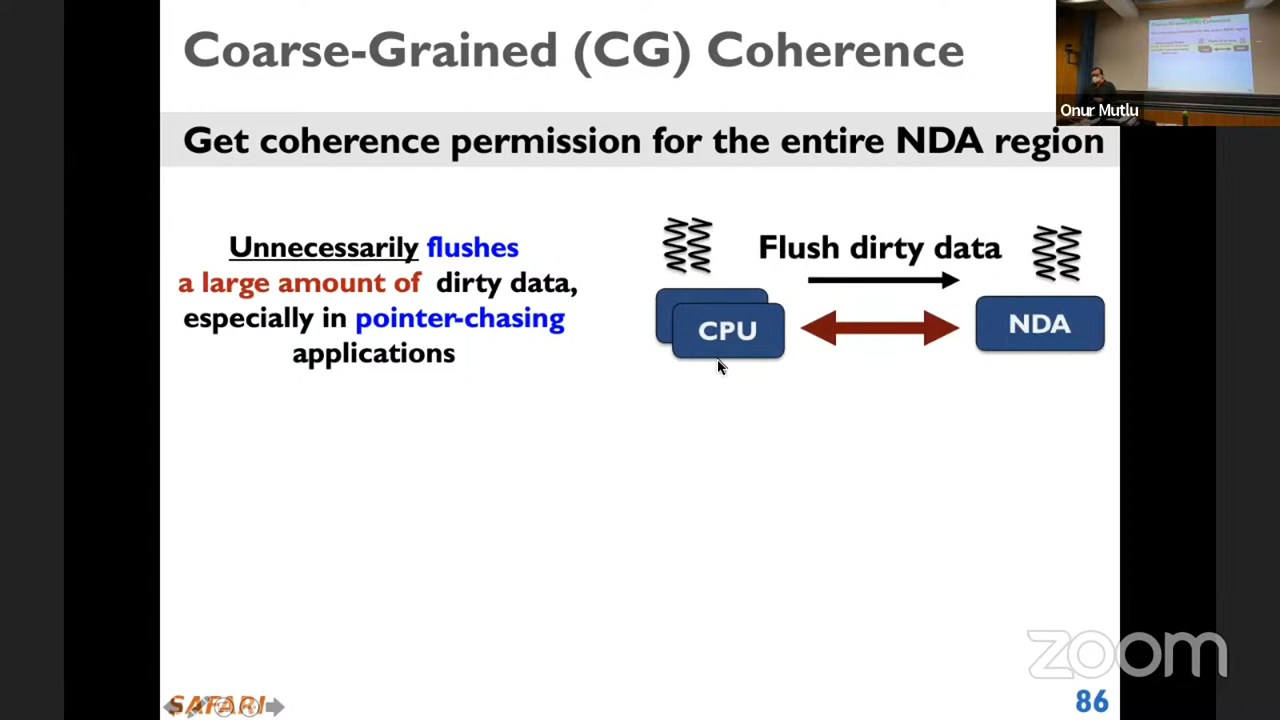 Coarse-Grained (CG) Coherence
Onur Mutlu
Get coherence permission for the entire NDA region
Unnecessarily flushes
a large amount of dirty data,
especially in pointer-chasing
applications
Flush dirty data
CPU
NDA
zoom
SAFARI
86